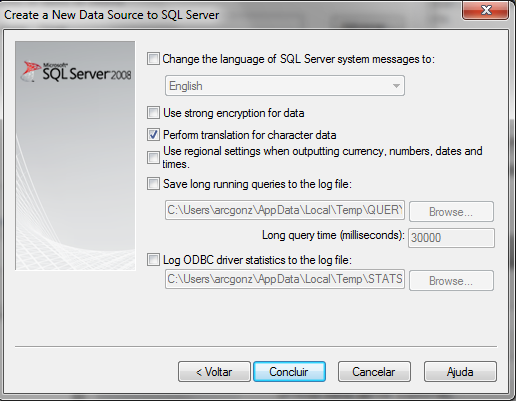 Create a New Data Source to SQL Server
Microsoft
SQL Server 2008
Change the language of SQL Server system messages to:
English
Use strong encryption for data
Perform translation for character data
Use regional settings when outputting currency, numbers, dates and
times.
Save long running queries to the log file:
C:\Users\arcgonz\AppData\Local\Temp\QUERY
Browse...
Long query time (milliseconds):
30000
Log ODBC driver statistics to the log file:
C:\Users\arcgonz\AppData\Local\Temp\STATS
Browse...
< Voltar
Concluir
Cancelar
Ajuda